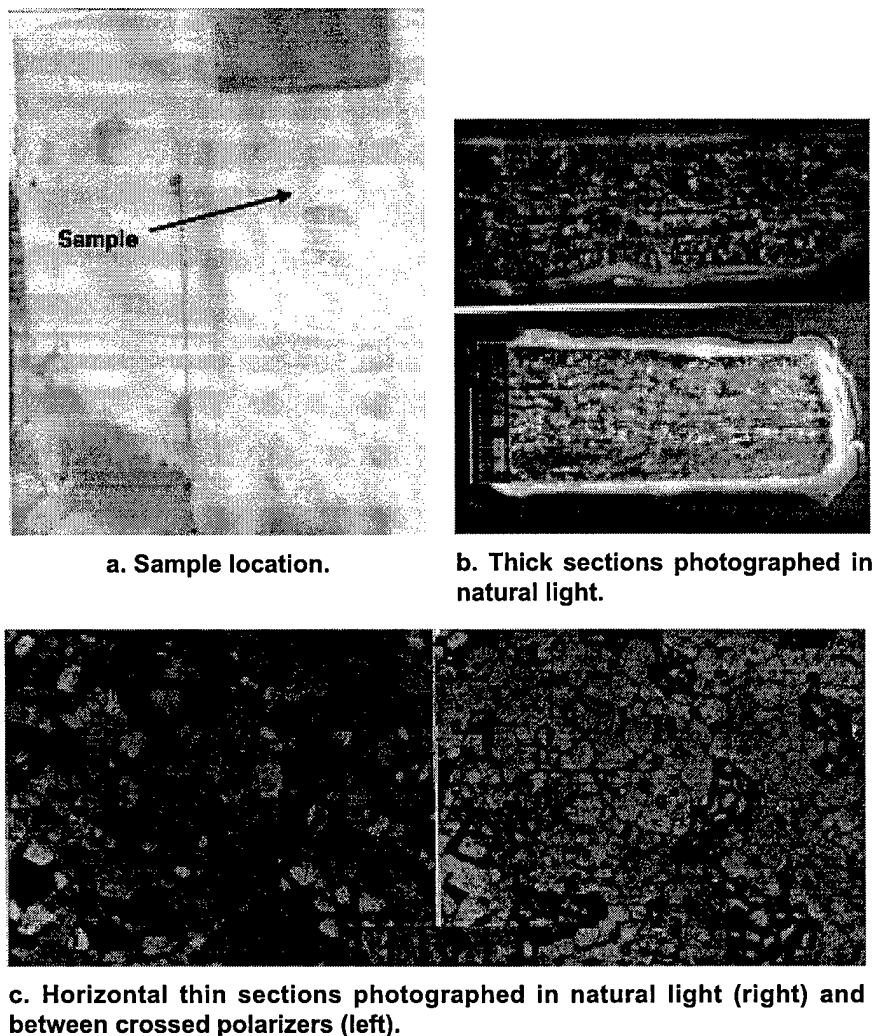 Sample
a. Sample location.
b. Thick sections photographed in
natural light.
c. Horizontal thin sections photographed in natural light (right) and
between crossed polarizers (left).